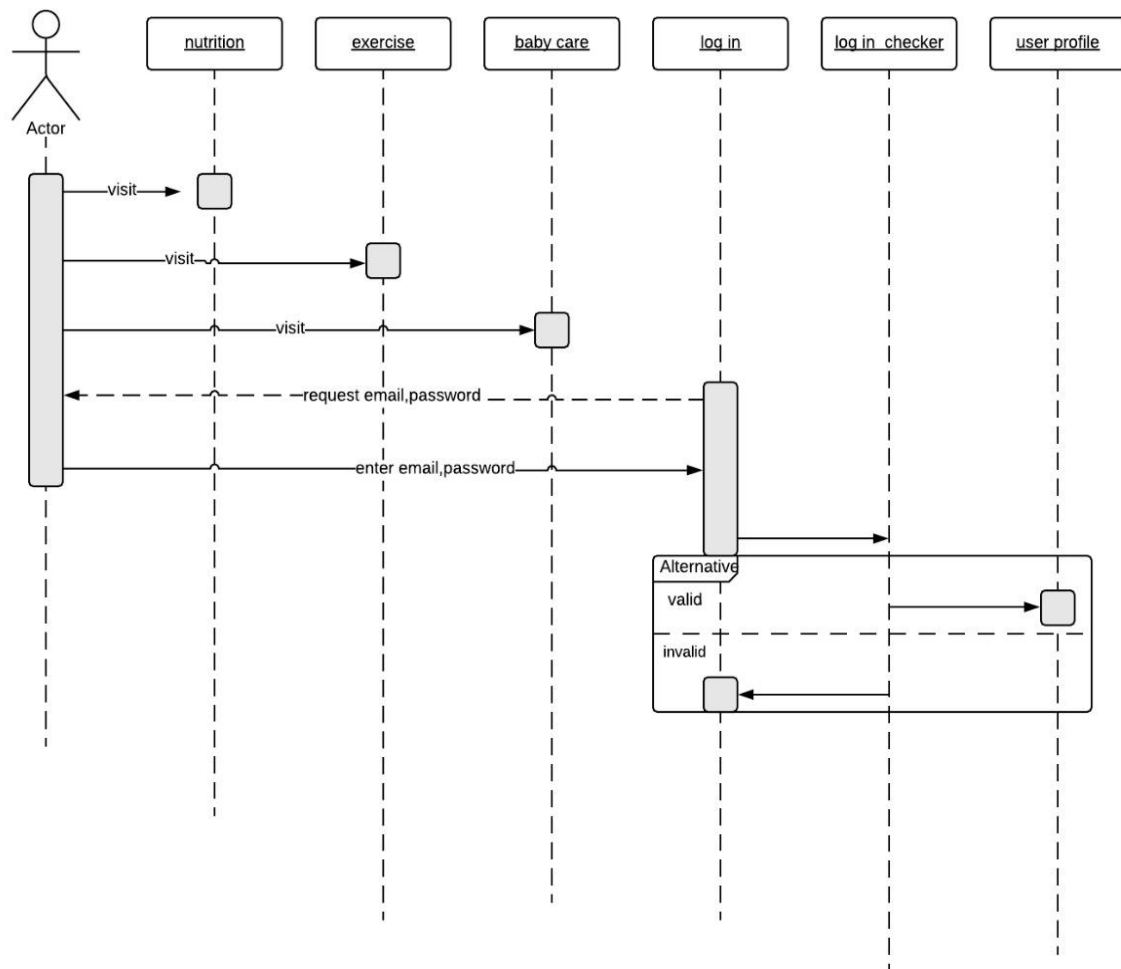 nutrition
exercise
baby care
log in
log in_checker
user profile
Actor
visit
visit
visit
request email,password
enter email,password
Alternative
valid
invalid